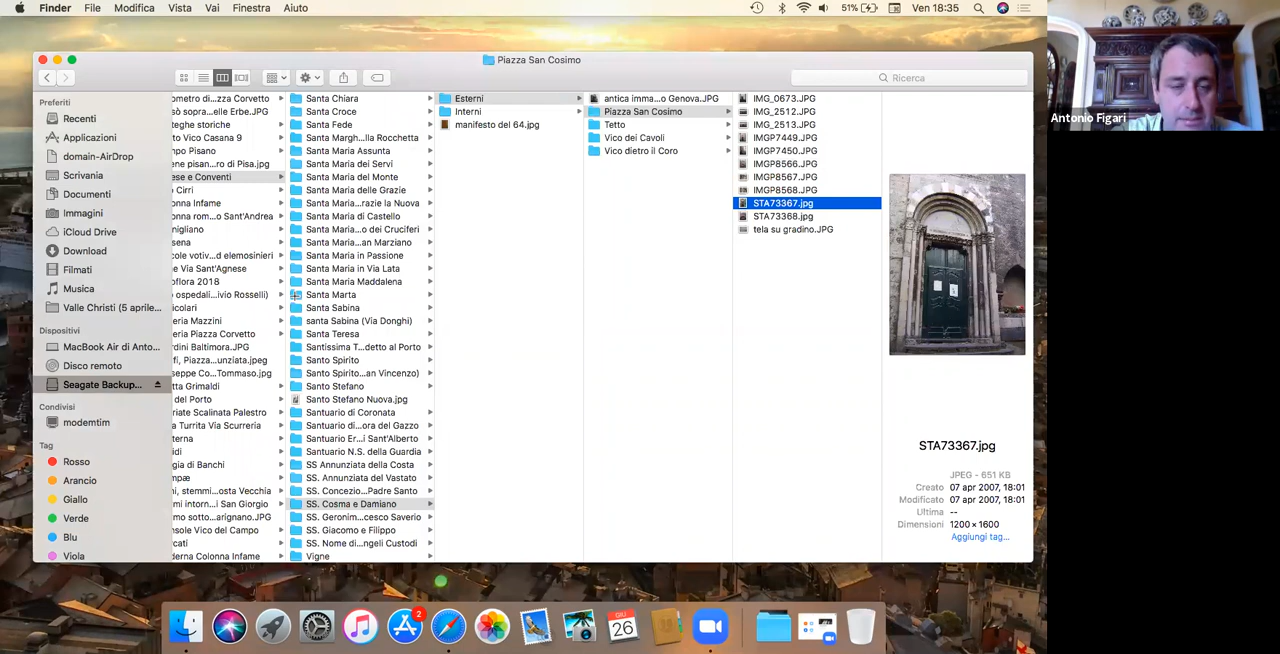 Finder File Modifica Vista Vai Finestra Aiuto 51% Ven 18:35
Piazza San Cosimo
Ricerca
Preferiti
Recenti
Applicazioni
domain-AirDrop
Scrivania
Documenti
Immagini
iCloud Drive
Download
Filmati
Musica
Valle Christi (5 aprile...
Dispositivi
MacBook Air di Anto...
Disco remoto
Seagate Backup...
Condivisi
modemtim
Tag
Rosso
Arancio
Giallo
Verde
Blu
Viola
ometro di...zza Corvetto
sò sopra...elle Erbe.JPG
teghe storiche
to Vico Casana 9
mpo Pisano
ene pisan...ro di Pisa.jpg
ese e Conventi
Cirri
lonna Infame
onna rom...o Sant'Andrea
nigliano
sena
cole votiv...di elemosinieri
ce in Via Sant'Agnese
oflora 2018
ospedali...ivio Rosselli)
icolari
eria Mazzini
eria Piazza Corvetto
rdini Baltimora.JPG
rfi, Piazza...unziata.jpeg
seppe Co...Tommaso.jpg
tta Grimaldi
del Porto
ariate Scalinata Palestro
a Turrita Via Scurreria
terna
idi
gia di Banchi
mpæ
i, stemmi...osta Vecchia
mi intorn...i San Giorgio
mo sotto...arignano.JPG
nsole Vico del Campo
rcati
derna Colonna Infame
Santa Chiara
Santa Croce
Santa Fede
Santa Margh...lla Rocchetta
Santa Maria Assunta
Santa Maria dei Servi
Santa Maria del Monte
Santa Maria delle Grazie
Santa Maria...razie la Nuova
Santa Maria di Castello
Santa Maria...o dei Cruciferi
Santa Maria...an Marziano
Santa Maria in Passione
Santa Maria in Via Lata
Santa Maria Maddalena
Santa Marta
Santa Sabina
santa Sabina (Via Donghi)
Santa Teresa
Santissima T...detto al Porto
Santo Spirito
Santo Spirito...an Vincenzo)
Santo Stefano
Santo Stefano Nuova.jpg
Santuario di Coronata
Santuario d...ora del Gazzo
Santuario Er...i Sant'Alberto
Santuario N.S. della Guardia
SS Annunziata della Costa
SS. Annunziata del Vastato
SS. Concezio...Padre Santo
SS. Cosma e Damiano
SS. Geronim...cesco Saverio
SS. Giacomo e Filippo
SS. Nome di...ngeli Custodi
Vigne
Esterni
Interni
manifesto del 64.jpg
antica imma...o Genova.JPG
Piazza San Cosimo
Tetto
Vico dei Cavoli
Vico dietro il Coro
IMG_0673.JPG
IMG_2512.JPG
IMG_2513.JPG
IMGP7449.JPG
IMGP7450.JPG
IMGP8566.JPG
IMGP8567.JPG
IMGP8568.JPG
STA73367.jpg
STA73368.jpg
tela su gradino.JPG
STA73367.jpg
JPEG - 651 KB
Creato 07 apr 2007, 18:01
Modificato 07 apr 2007, 18:01
Ultima --
Dimensioni 1200 × 1600
Aggiungi tag...
Antonio Figari
2
GIU
26